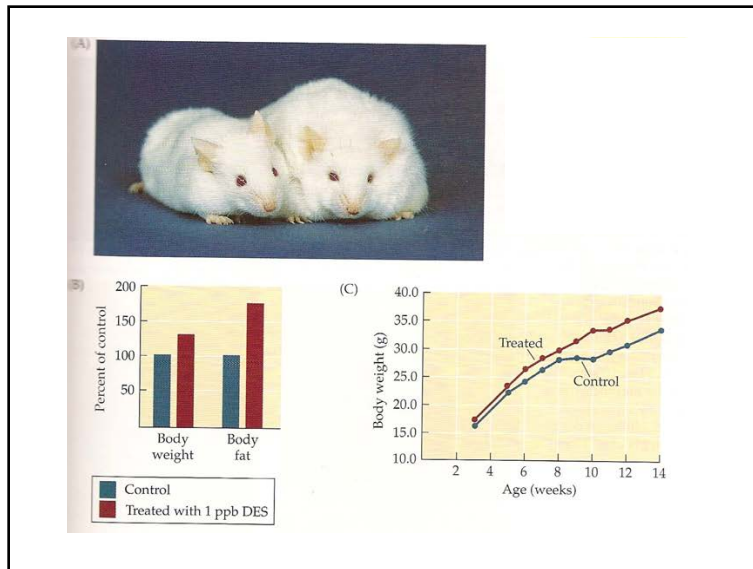 (A)
B)
200
150
100
50
Percent of control
Body
weight
Body
fat
Control
Treated with 1 ppb DES
(C)
40.0
35.0
30.0
25.0
20.0
15.0
10.0
Body weight (g)
Treated
Control
2 4 6 8 10 12 14
Age (weeks)